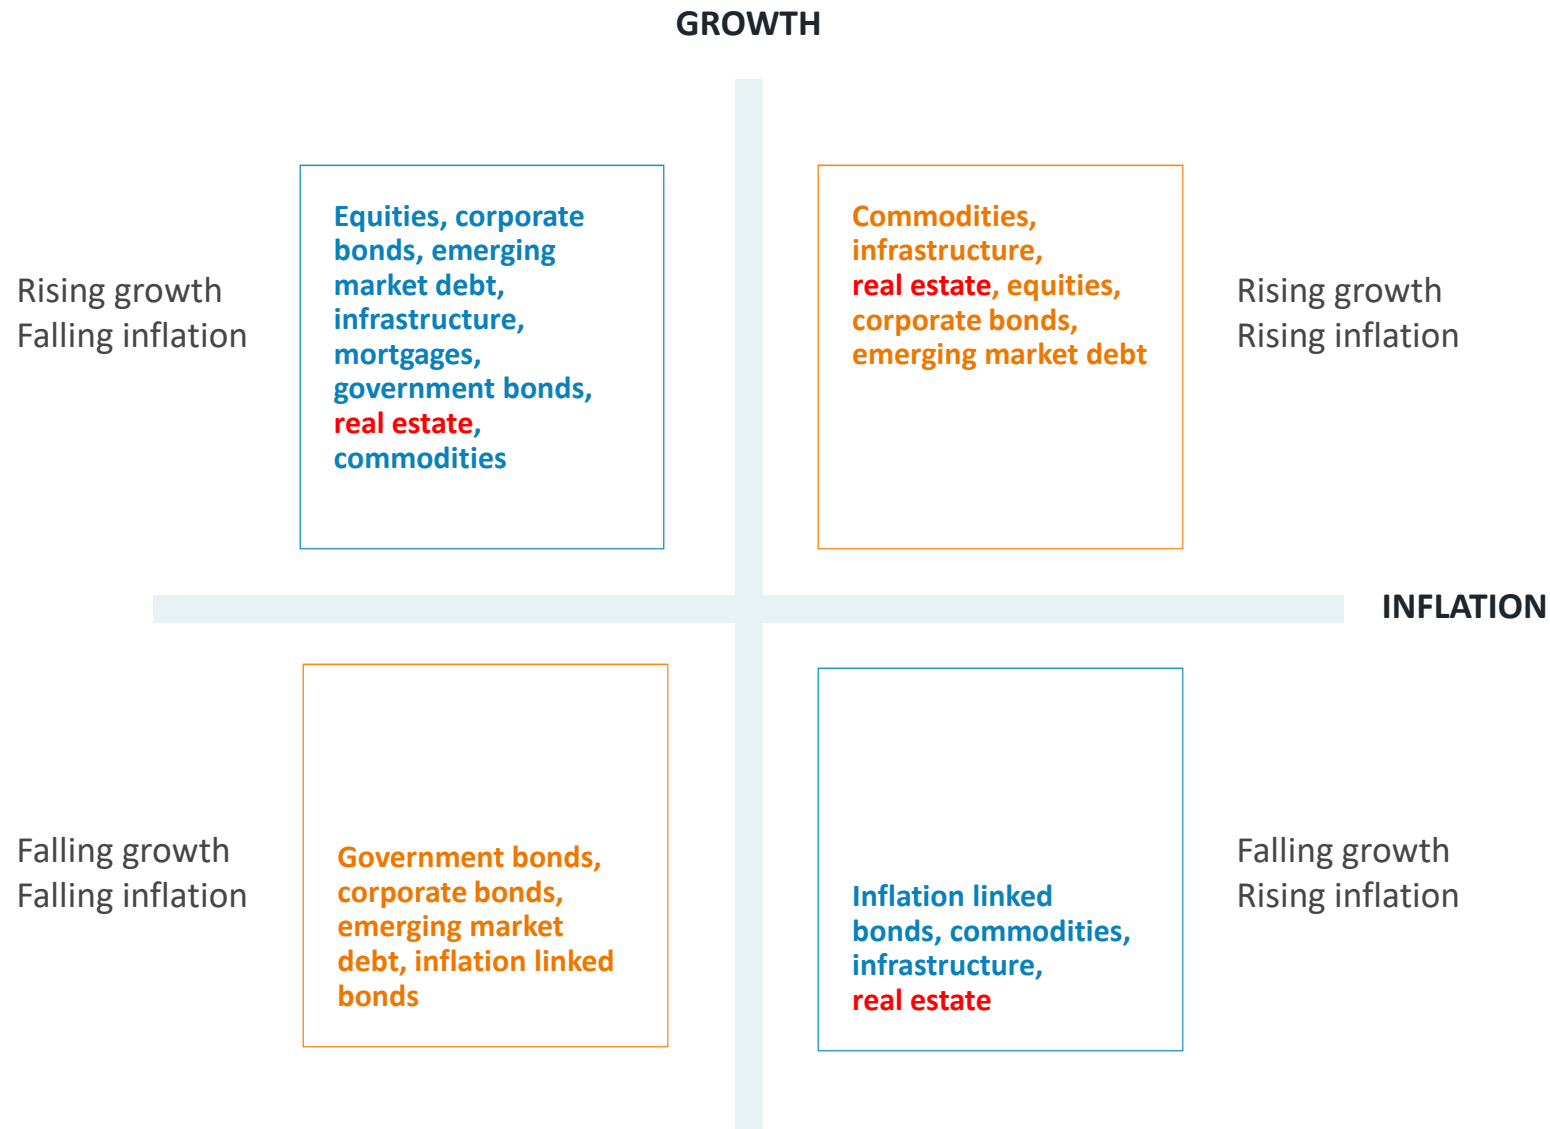 GROWTH
Rising growth
Falling inflation
Equities, corporate
bonds, emerging
market debt,
infrastructure,
mortgages,
government bonds,
real estate,
commodities
Commodities,
infrastructure,
real estate, equities,
corporate bonds,
emerging market debt
Rising growth
Rising inflation
INFLATION
Falling growth
Falling inflation
Government bonds,
corporate bonds,
emerging market
debt, inflation linked
bonds
Inflation linked
bonds, commodities,
infrastructure,
real estate
Falling growth
Rising inflation